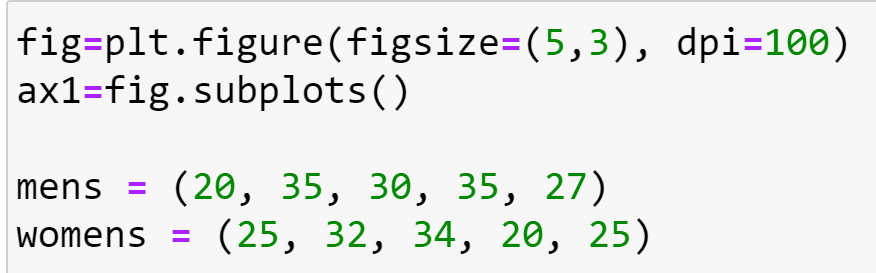 fig=plt.figure(figsize=(5,3), dpi=100)
ax1=fig.subplots()
mens = (20, 35, 30, 35, 27)
womens = (25, 32, 34, 20, 25)